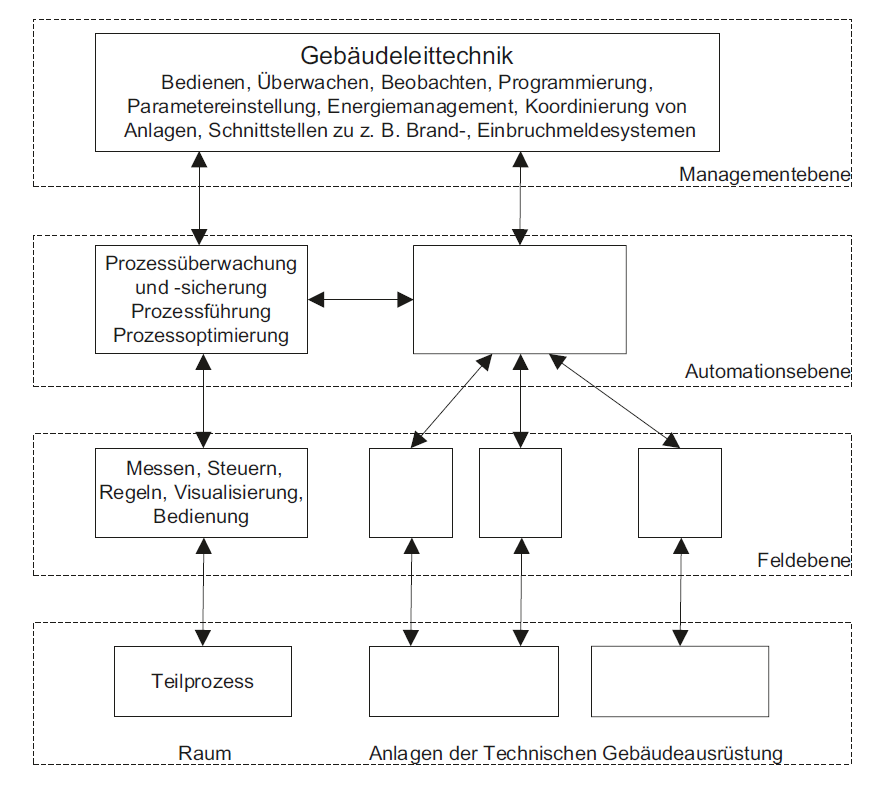 Gebäudeleittechnik
Bedienen, Überwachen, Beobachten, Programmierung,
Parametereinstellung, Energiemanagement, Koordinierung von
Anlagen, Schnittstellen zu z. B. Brand-, Einbruchmeldesystemen
Managementebene
Prozessüberwachung
und -sicherung
Prozessführung
Prozessoptimierung
Automationsebene
Messen, Steuern,
Regeln, Visualisierung,
Bedienung
Feldebene
Teilprozess
Raum
Anlagen der Technischen Gebäudeausrüstung